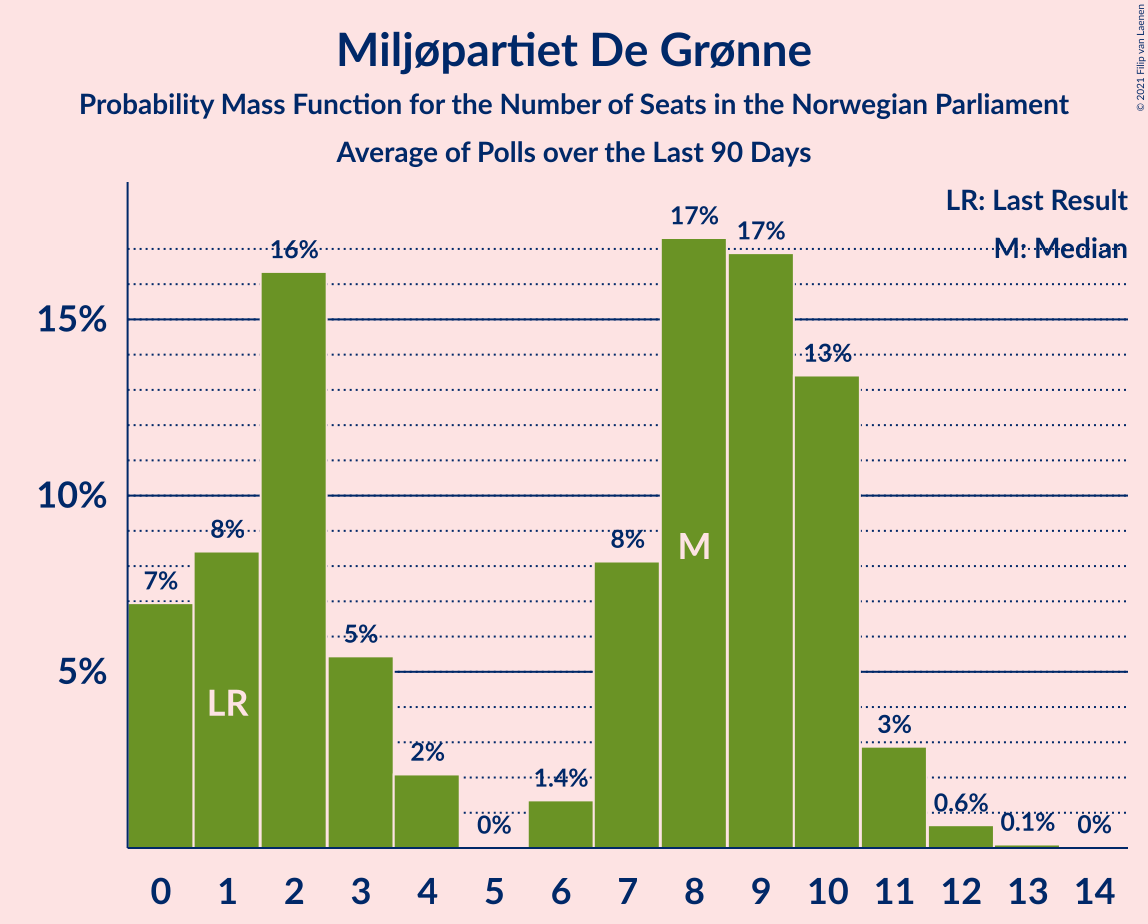 Miljøpartiet De Grønne
Probability Mass Function for the Number of Seats in the Norwegian Parliament
Average of Polls over the Last 90 Days
© 2021 Filip van Laenen
LR: Last Result
M: Median
17%
17%
16%
15%
13%
10%
8%
8%
7%
M
5%
5%
LR
3%
2%
1.4%
0.6%
0.1%
0%
0%
0 1 2 3 4 5 6 7 8 9 10 11 12 13 14